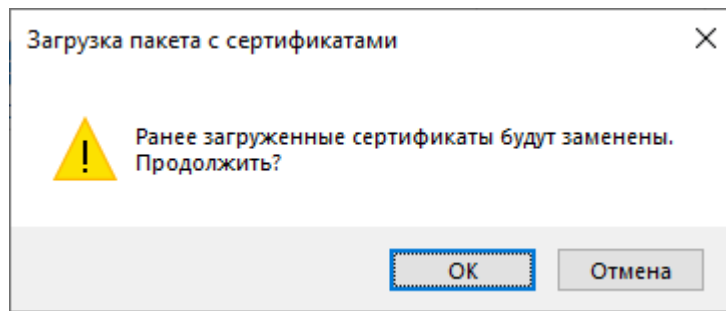 Загрузка пакета с сертификатами
Ранее загруженные сертификаты будут заменены.
Продолжить?
ОК
Отмена